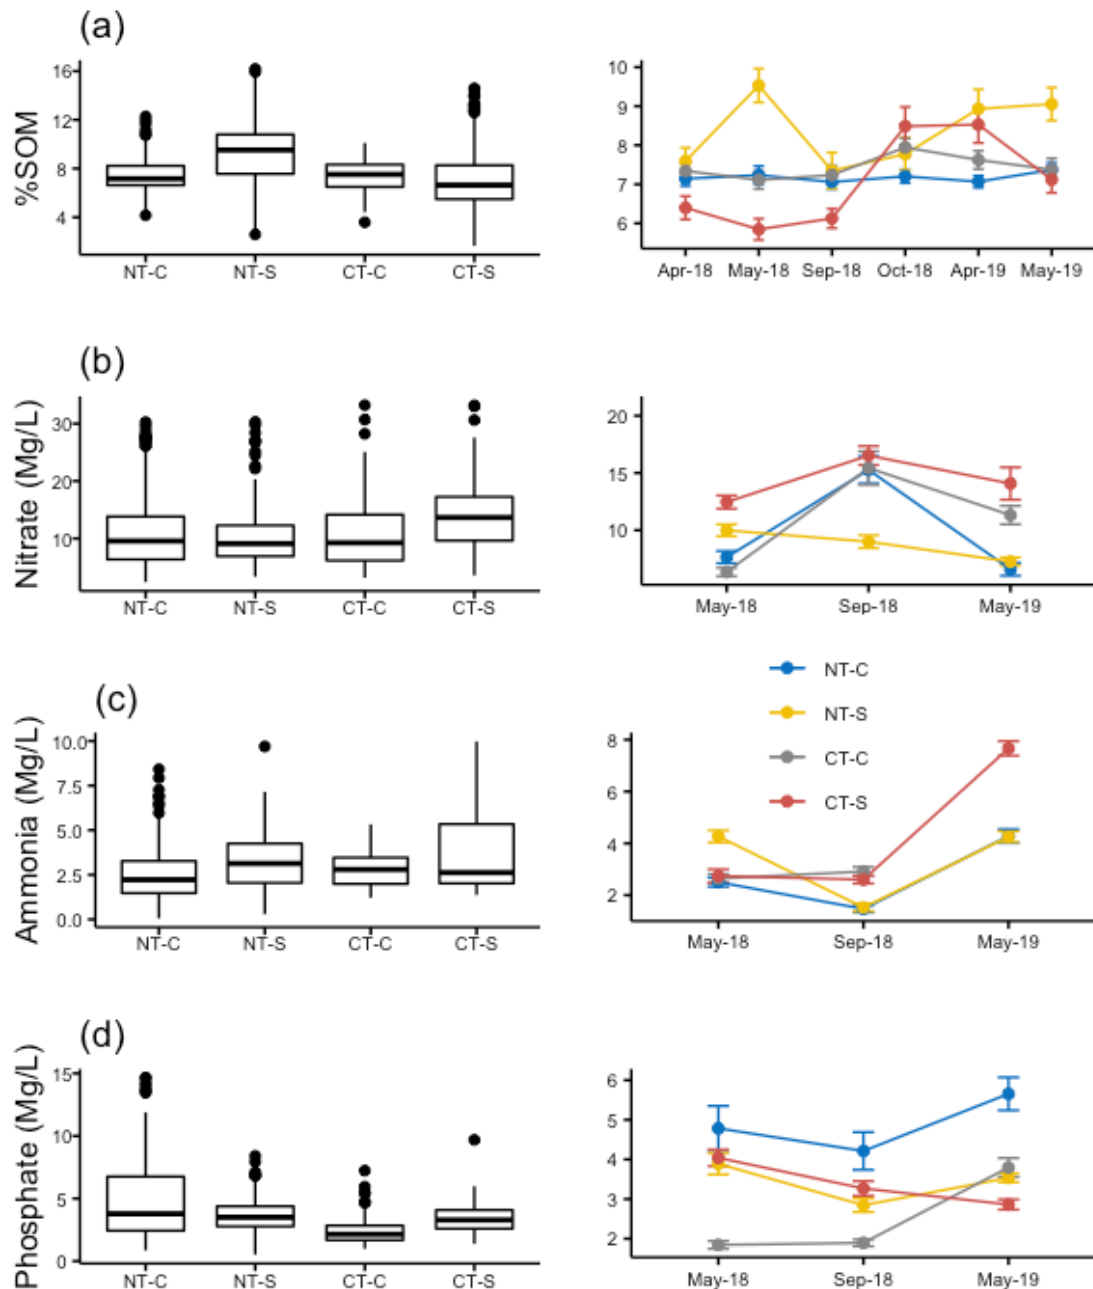 (a)
%SOM
16
12
8
4
NT-C NT-S CT-C CT-S
10
9
8
7
6
Apr-18 May-18 Sep-18 Oct-18 Apr-19 May-19
(b)
Nitrate (Mg/L)
30
20
10
NT-C NT-S CT-C CT-S
20
15
10
May-18 Sep-18 May-19
NT-C
NT-S
CT-C
CT-S
(c)
Ammonia (Mg/L)
10.0
7.5
5.0
2.5
0.0
NT-C NT-S CT-C CT-S
8
6
4
2
May-18 Sep-18 May-19
(d)
Phosphate (Mg/L)
15
10
5
0
NT-C NT-S CT-C CT-S
6
5
4
3
2
May-18 Sep-18 May-19